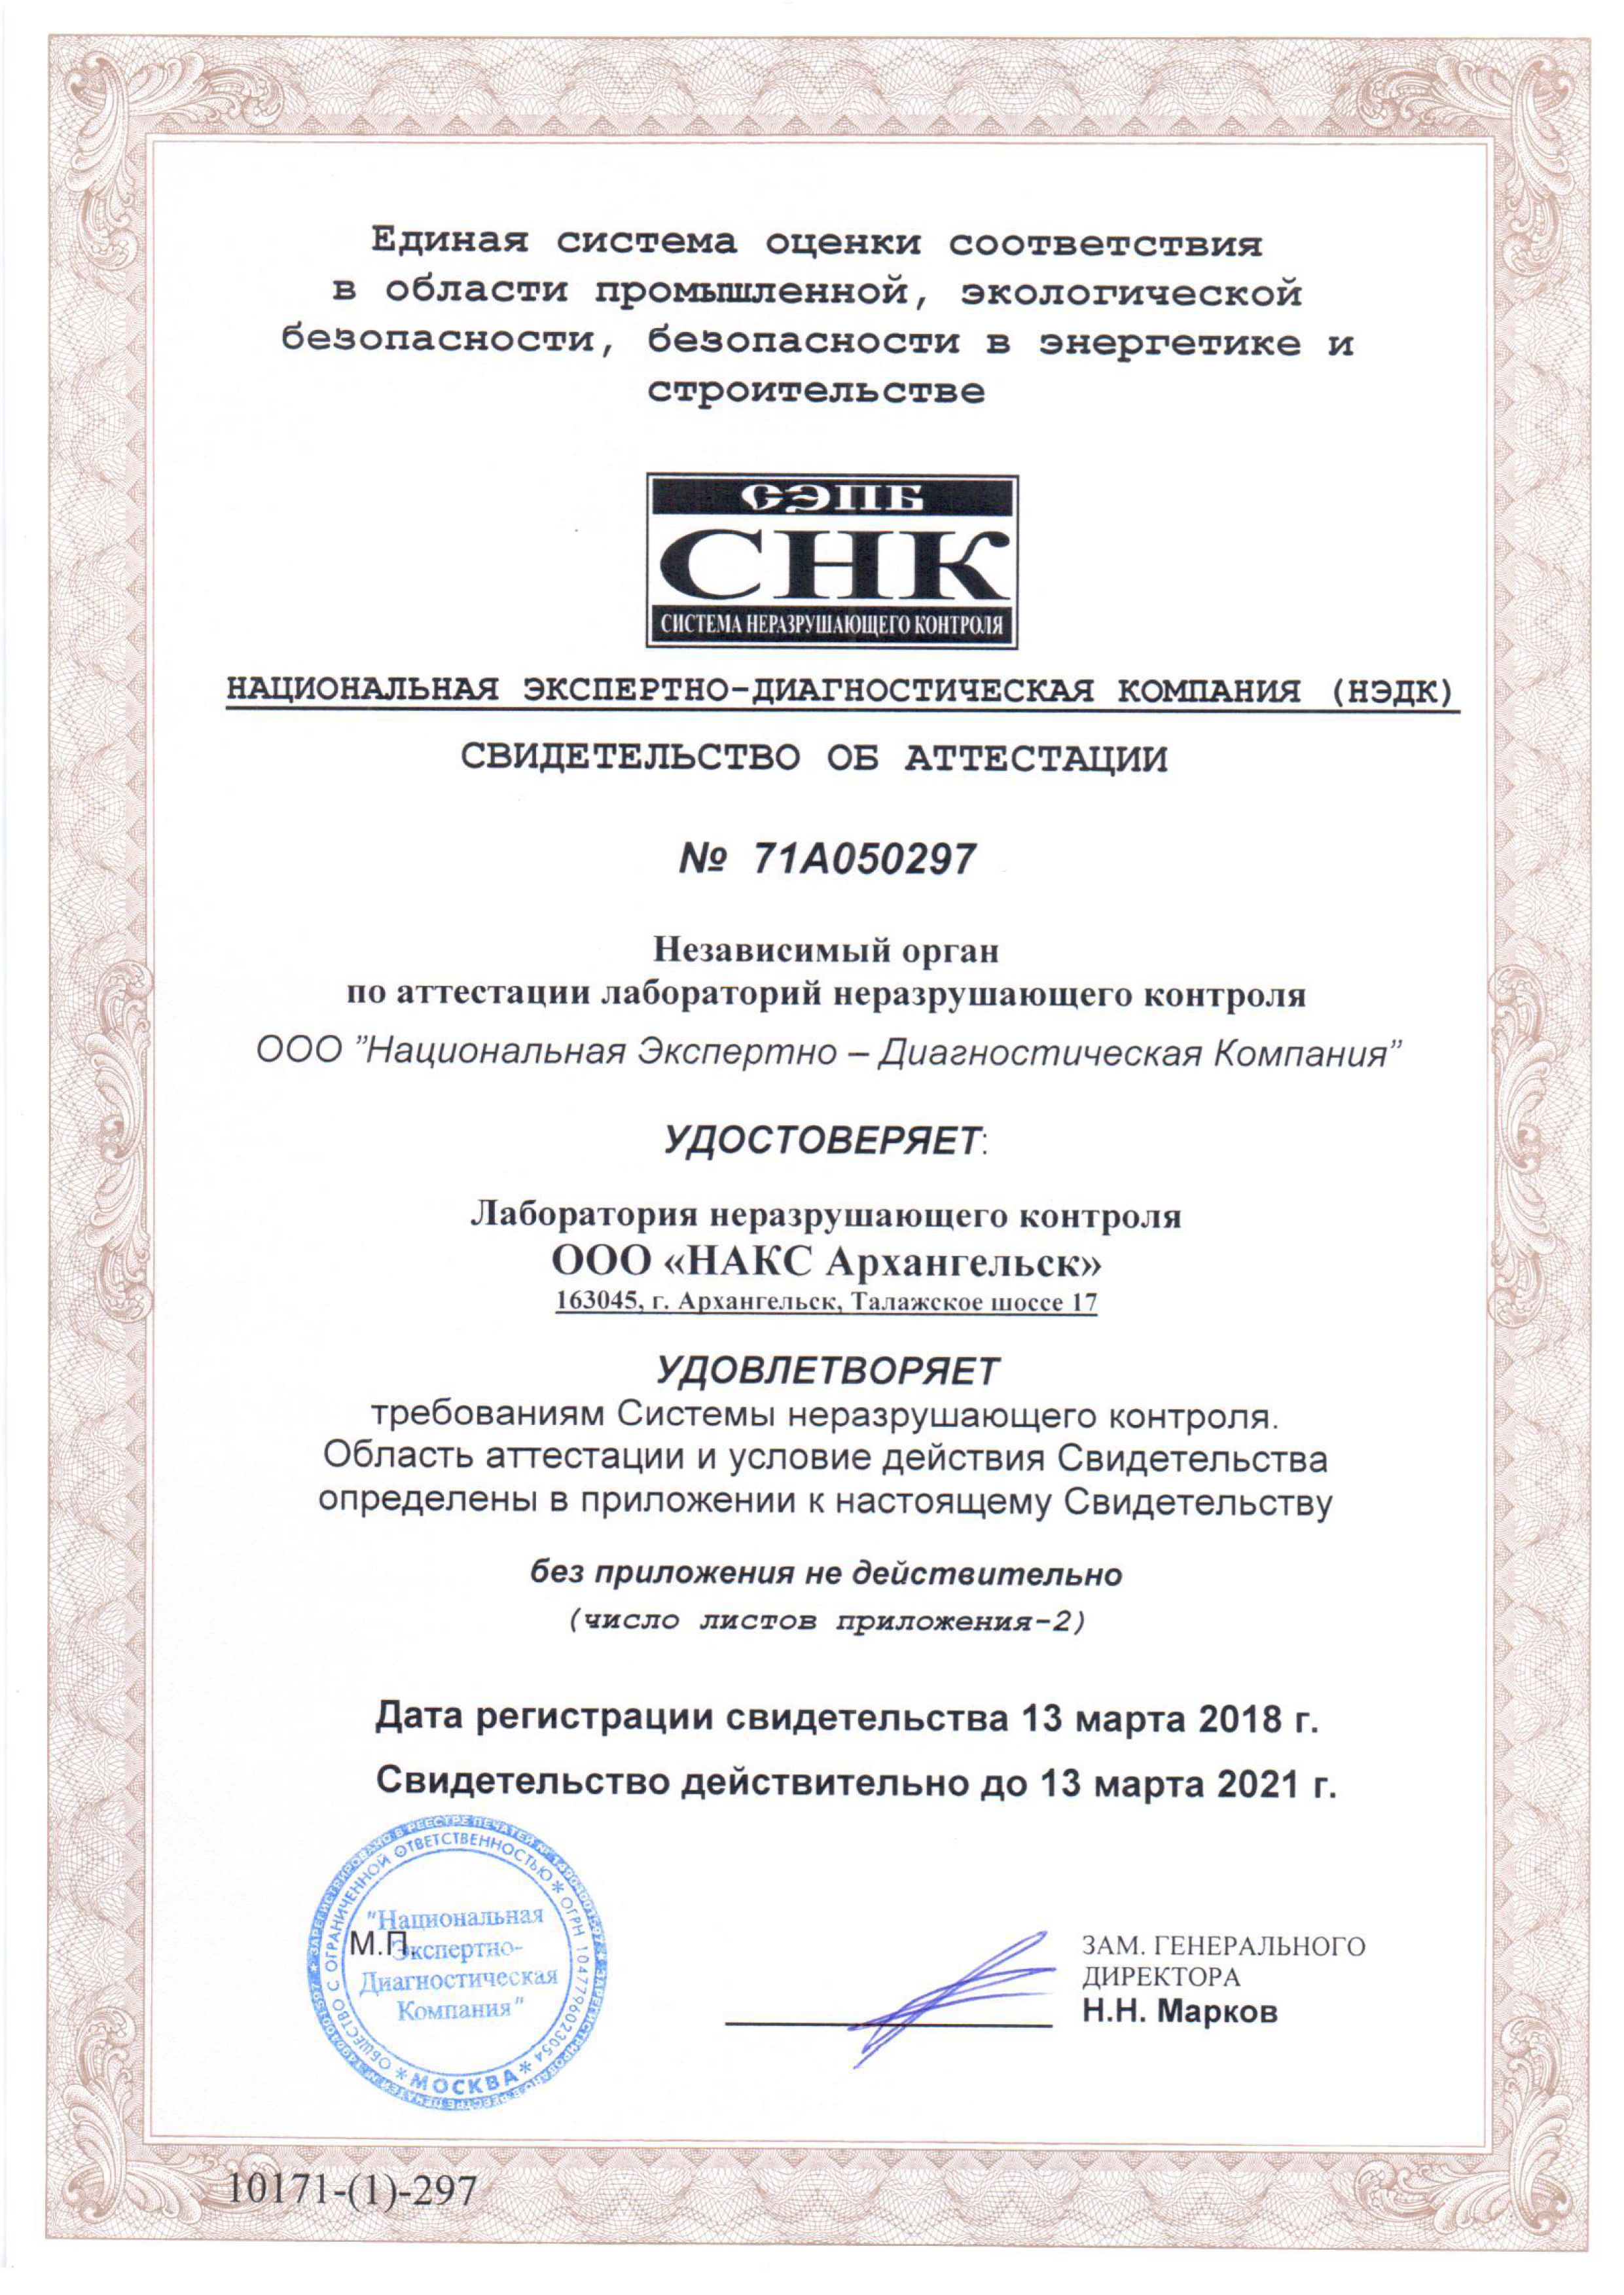 Единая система оценки соответствия
в области промышленной, экологической
безопасности, безопасности в энергетике и
строительстве
СЭПБ
СНК
СИСТЕМА НЕРАЗРУШАЮЩЕГО КОНТРОЛЯ
НАЦИОНАЛЬНАЯ ЭКСПЕРТНО-ДИАГНОСТИЧЕСКАЯ КОМПАНИЯ (НЭДК)
СВИДЕТЕЛЬСТВО ОБ АТТЕСТАЦИИ
№ 71А050297
Независимый орган
по аттестации лабораторий неразрушающего контроля
ООО "Национальная Экспертно – Диагностическая Компания"
УДОСТОВЕРЯЕТ:
Лаборатория неразрушающего контроля
ООО «НАКС Архангельск»
163045, г. Архангельск, Талажское шоссе 17
УДОВЛЕТВОРЯЕТ
требованиям Системы неразрушающего контроля.
Область аттестации и условие действия Свидетельства
определены в приложении к настоящему Свидетельству
без приложения не действительно
(число листов приложения-2)
Дата регистрации свидетельства 13 марта 2018 г.
Свидетельство действительно до 13 марта 2021 г.
ЗАРЕГИСТРИРОВАНО В РЕЕСТРЕ ПЕЧАТЕЙ №
ОБЩЕСТВО С ОГРАНИЧЕННОЙ ОТВЕТСТВЕННОСТЬЮ * ОГРН 1047796023054
* МОСКВА *
"Национальная
Экспертно-
Диагностическая
Компания"
М.П.
ЗАМ. ГЕНЕРАЛЬНОГО
ДИРЕКТОРА
Н.Н. Марков
10171-(1)-297